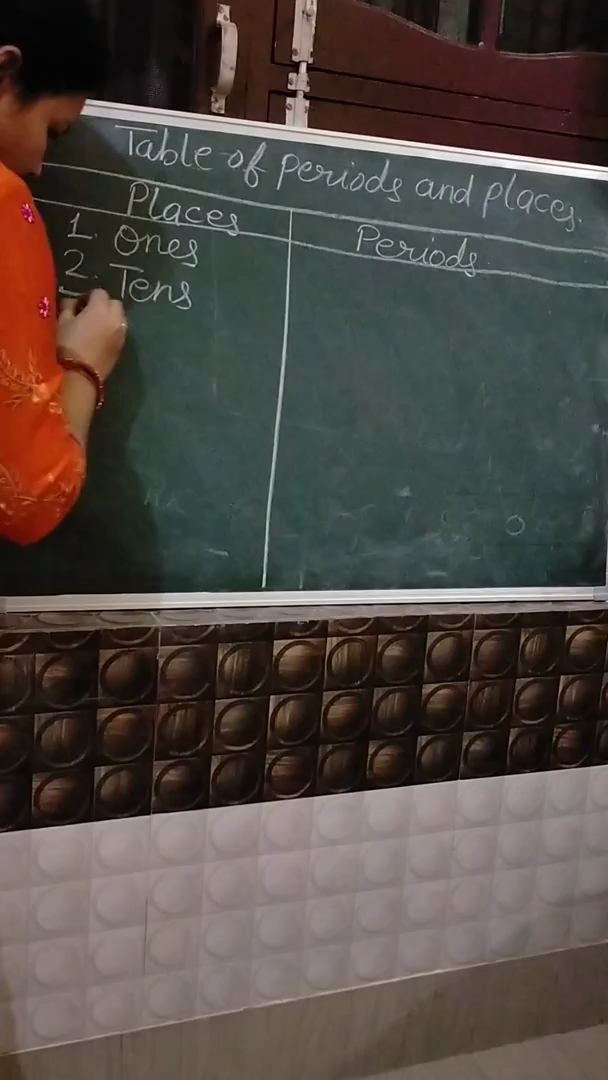 Table of periods and places.
Places
Periods.
1. Ones
2. Tens